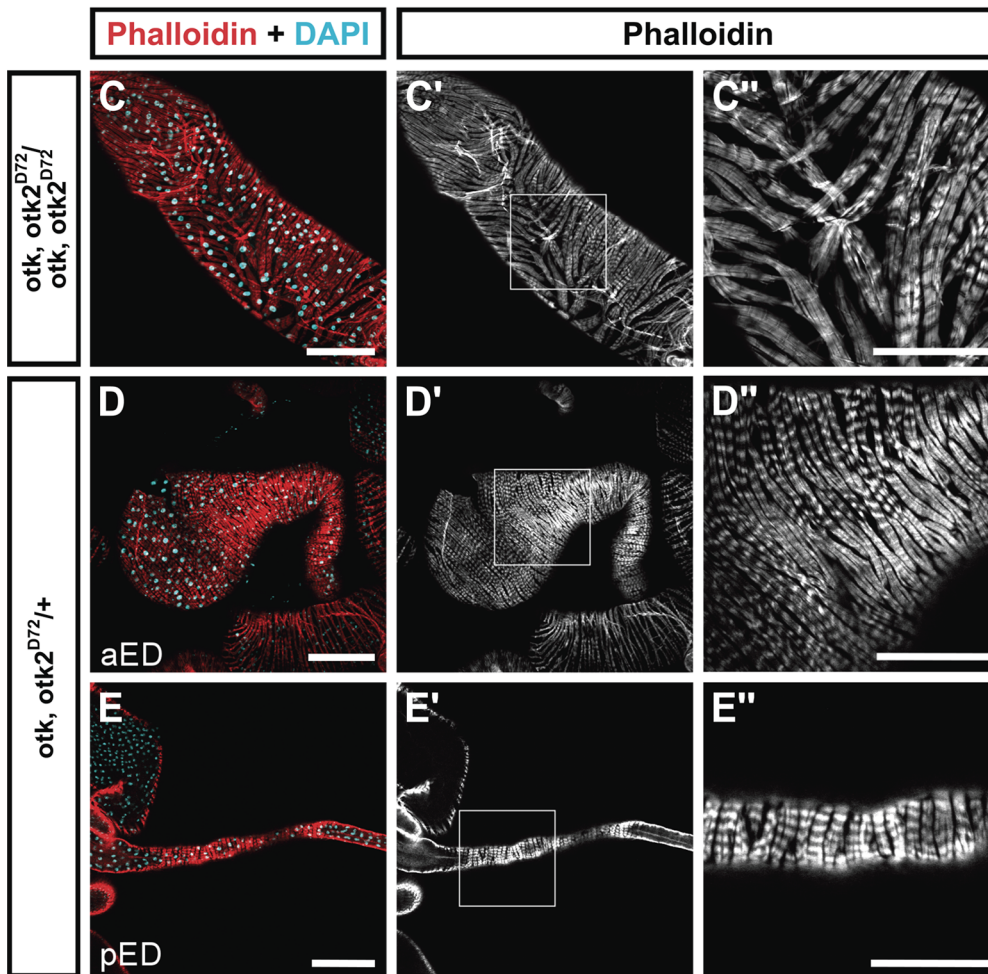 Phalloidin + DAPI
Phalloidin
otk, otk2D72/
otk, otk2D72
C
C'
C''
otk, otk2D72/+
D
aED
D'
D''
E
pED
E'
E''